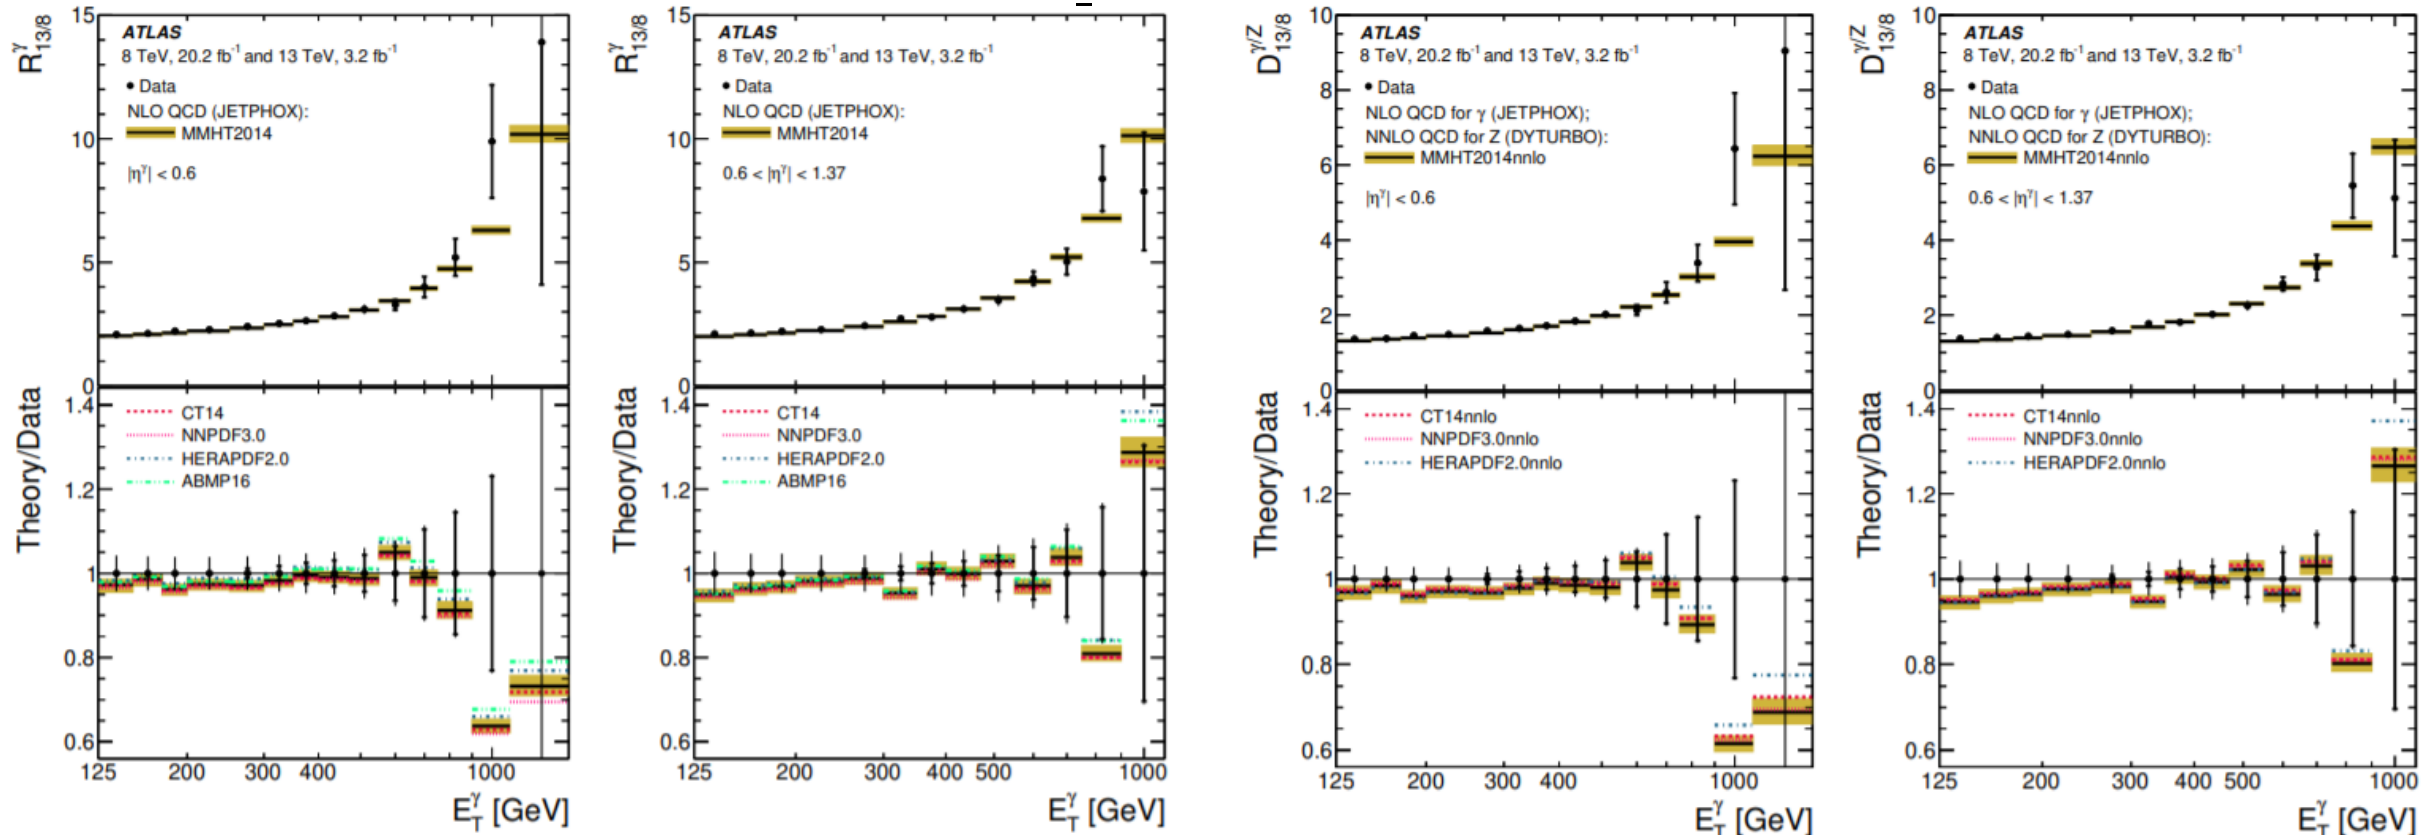 R^γ_13/8
15
10
5
0
ATLAS
8 TeV, 20.2 fb⁻¹ and 13 TeV, 3.2 fb⁻¹
Data
NLO QCD (JETPHOX):
MMHT2014
|η^γ| < 0.6
Theory/Data
1.4
1.2
1
0.8
0.6
CT14
NNPDF3.0
HERAPDF2.0
ABMP16
125 200 300 400 1000
E_T^γ [GeV]
R^γ_13/8
15
10
5
0
ATLAS
8 TeV, 20.2 fb⁻¹ and 13 TeV, 3.2 fb⁻¹
Data
NLO QCD (JETPHOX):
MMHT2014
0.6 < |η^γ| < 1.37
Theory/Data
1.4
1.2
1
0.8
0.6
CT14
NNPDF3.0
HERAPDF2.0
ABMP16
125 200 300 400 500 1000
E_T^γ [GeV]
D^γ/Z_13/8
10
8
6
4
2
0
ATLAS
8 TeV, 20.2 fb⁻¹ and 13 TeV, 3.2 fb⁻¹
Data
NLO QCD for γ (JETPHOX);
NNLO QCD for Z (DYTURBO):
MMHT2014nnlo
|η^γ| < 0.6
Theory/Data
1.4
1.2
1
0.8
0.6
CT14nnlo
NNPDF3.0nnlo
HERAPDF2.0nnlo
125 200 300 400 1000
E_T^γ [GeV]
D^γ/Z_13/8
10
8
6
4
2
0
ATLAS
8 TeV, 20.2 fb⁻¹ and 13 TeV, 3.2 fb⁻¹
Data
NLO QCD for γ (JETPHOX);
NNLO QCD for Z (DYTURBO):
MMHT2014nnlo
0.6 < |η^γ| < 1.37
Theory/Data
1.4
1.2
1
0.8
0.6
CT14nnlo
NNPDF3.0nnlo
HERAPDF2.0nnlo
125 200 300 400 500 1000
E_T^γ [GeV]